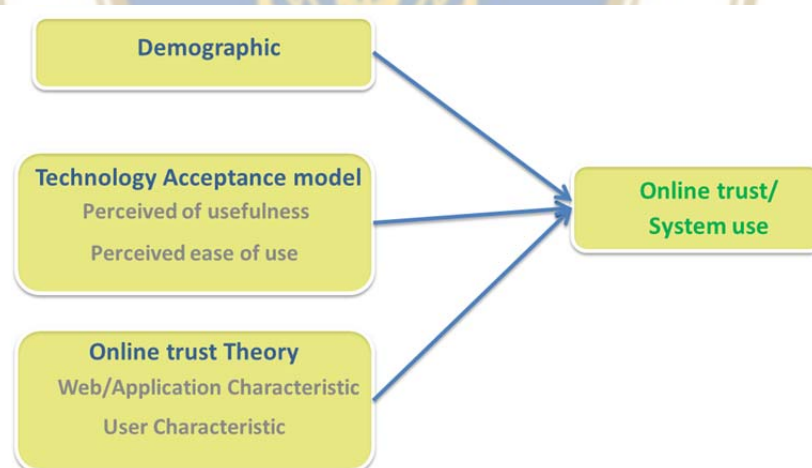 Demographic
Technology Acceptance model
Perceived of usefulness
Perceived ease of use
Online trust Theory
Web/Application Characteristic
User Characteristic
Online trust/
System use